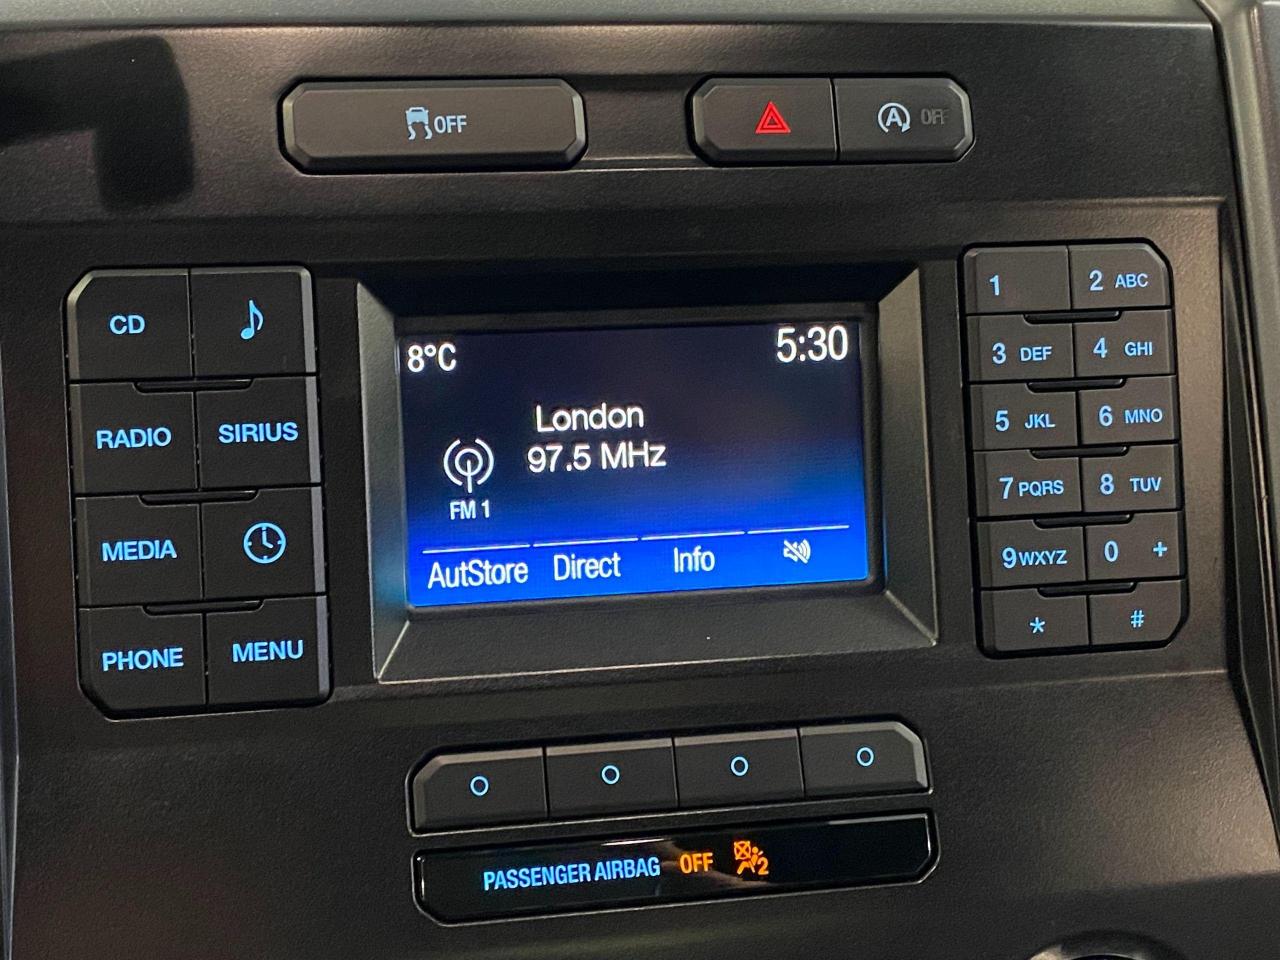 OFF
A OFF
CD
RADIO SIRIUS
MEDIA
PHONE MENU
8°C 5:30
London
97.5 MHz
FM 1
AutStore Direct Info
1 2 ABC
3 DEF 4 GHI
5 JKL 6 MNO
7 PQRS 8 TUV
9 WXYZ 0 +
* #
PASSENGER AIRBAG OFF 2